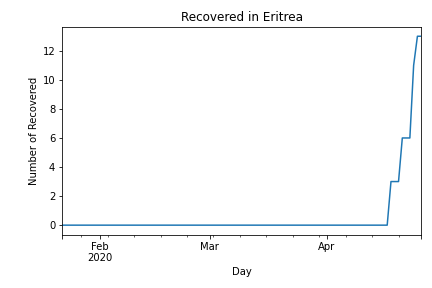 Recovered in Eritrea
12
10
8
6
4
2
0
Number of Recovered
Feb
2020
Mar
Apr
Day